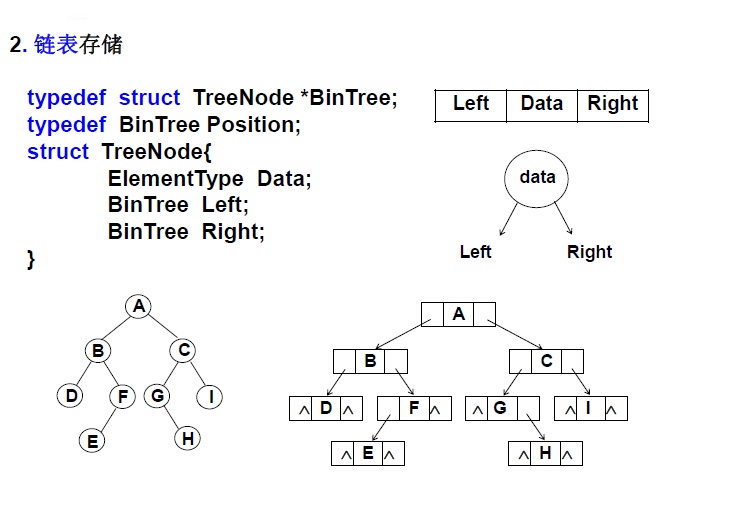 2. 链表存储
typedef struct TreeNode *BinTree;
typedef BinTree Position;
struct TreeNode{
ElementType Data;
BinTree Left;
BinTree Right;
}
Left Data Right
data
Left Right
A
B C
D F G I
E H
A
B C
∧ D ∧ F ∧ ∧ G ∧ I ∧
∧ E ∧ ∧ H ∧